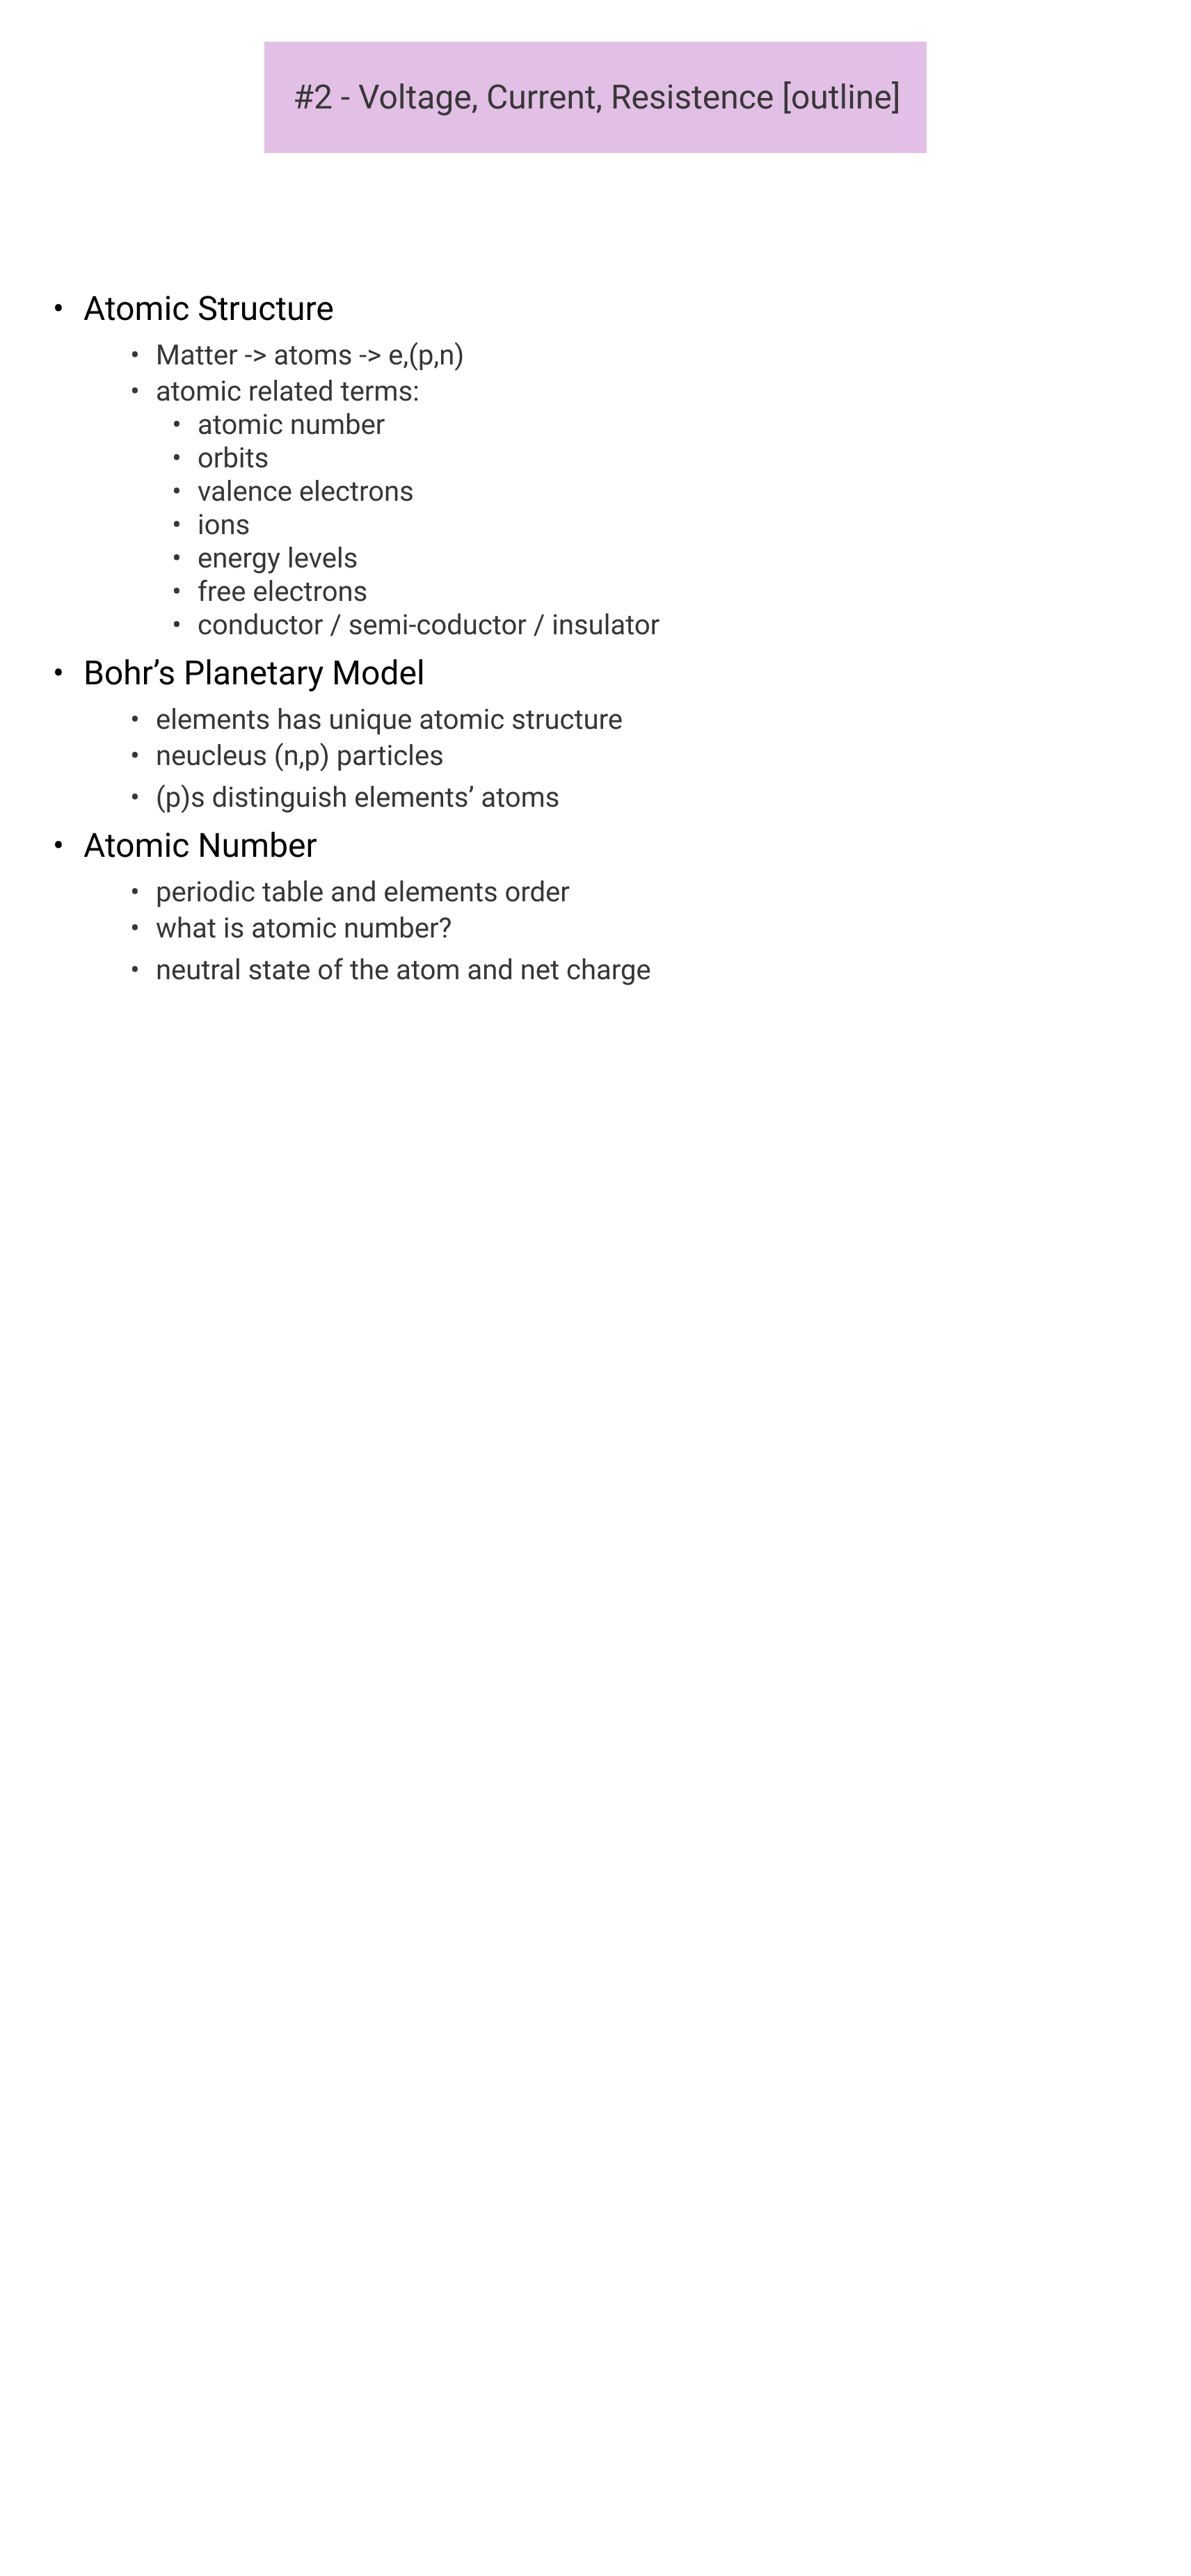 #2 - Voltage, Current, Resistence [outline]
• Atomic Structure
• Matter -> atoms -> e,(p,n)
• atomic related terms:
• atomic number
• orbits
• valence electrons
• ions
• energy levels
• free electrons
• conductor / semi-coductor / insulator
• Bohr’s Planetary Model
• elements has unique atomic structure
• neucleus (n,p) particles
• (p)s distinguish elements’ atoms
• Atomic Number
• periodic table and elements order
• what is atomic number?
• neutral state of the atom and net charge